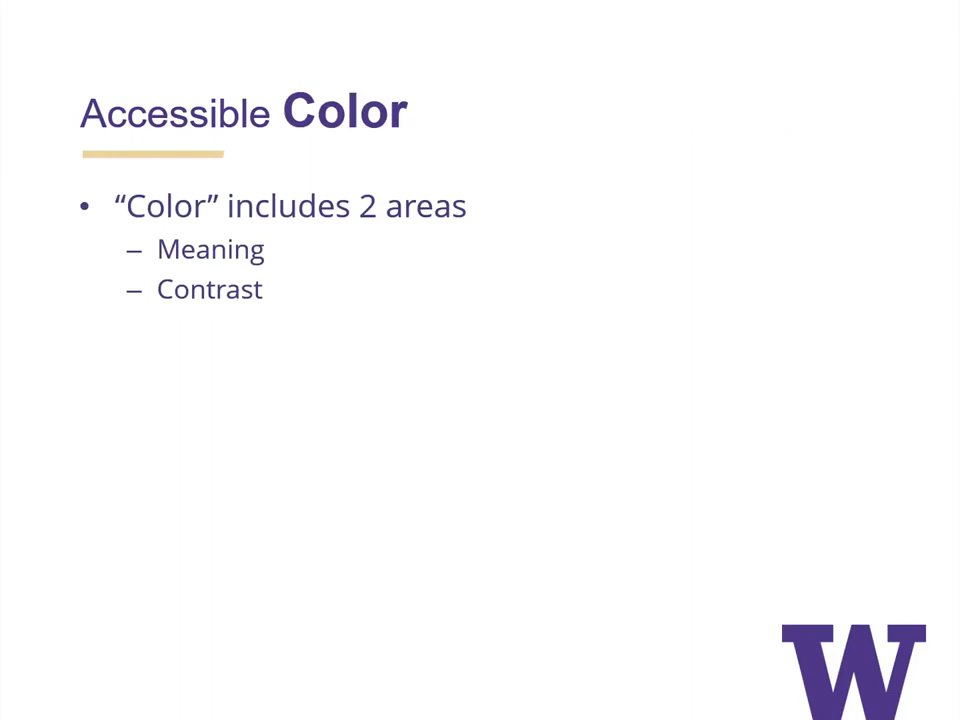 Accessible Color
• “Color” includes 2 areas
– Meaning
– Contrast
W